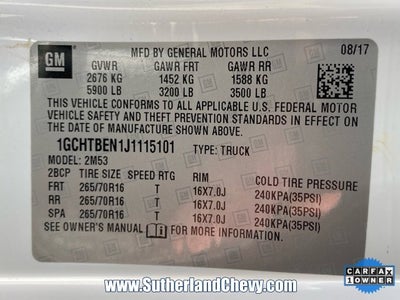 GM
MFD BY GENERAL MOTORS LLC
08/17
GVWR GAWR FRT GAWR RR
2676 KG 1452 KG 1588 KG
5900 LB 3200 LB 3500 LB
THIS VEHICLE CONFORMS TO ALL APPLICABLE U.S. FEDERAL MOTOR
VEHICLE SAFETY AND THEFT PREVENTION STANDARDS IN EFFECT ON THE
DATE OF MANUFACTURE SHOWN ABOVE.
1GCHTBEN1J1115101 TYPE: TRUCK
MODEL: 2M53
2BCP TIRE SIZE SPEED RTG RIM COLD TIRE PRESSURE
FRT 265/70R16 T 16X7.0J 240KPA(35PSI)
RR 265/70R16 T 16X7.0J 240KPA(35PSI)
SPA 265/70R16 T 16X7.0J 240KPA(35PSI)
SEE OWNER'S MANUAL FOR MORE INFORMATION.
CARFAX
1 OWNER
www.SutherlandChevy.com